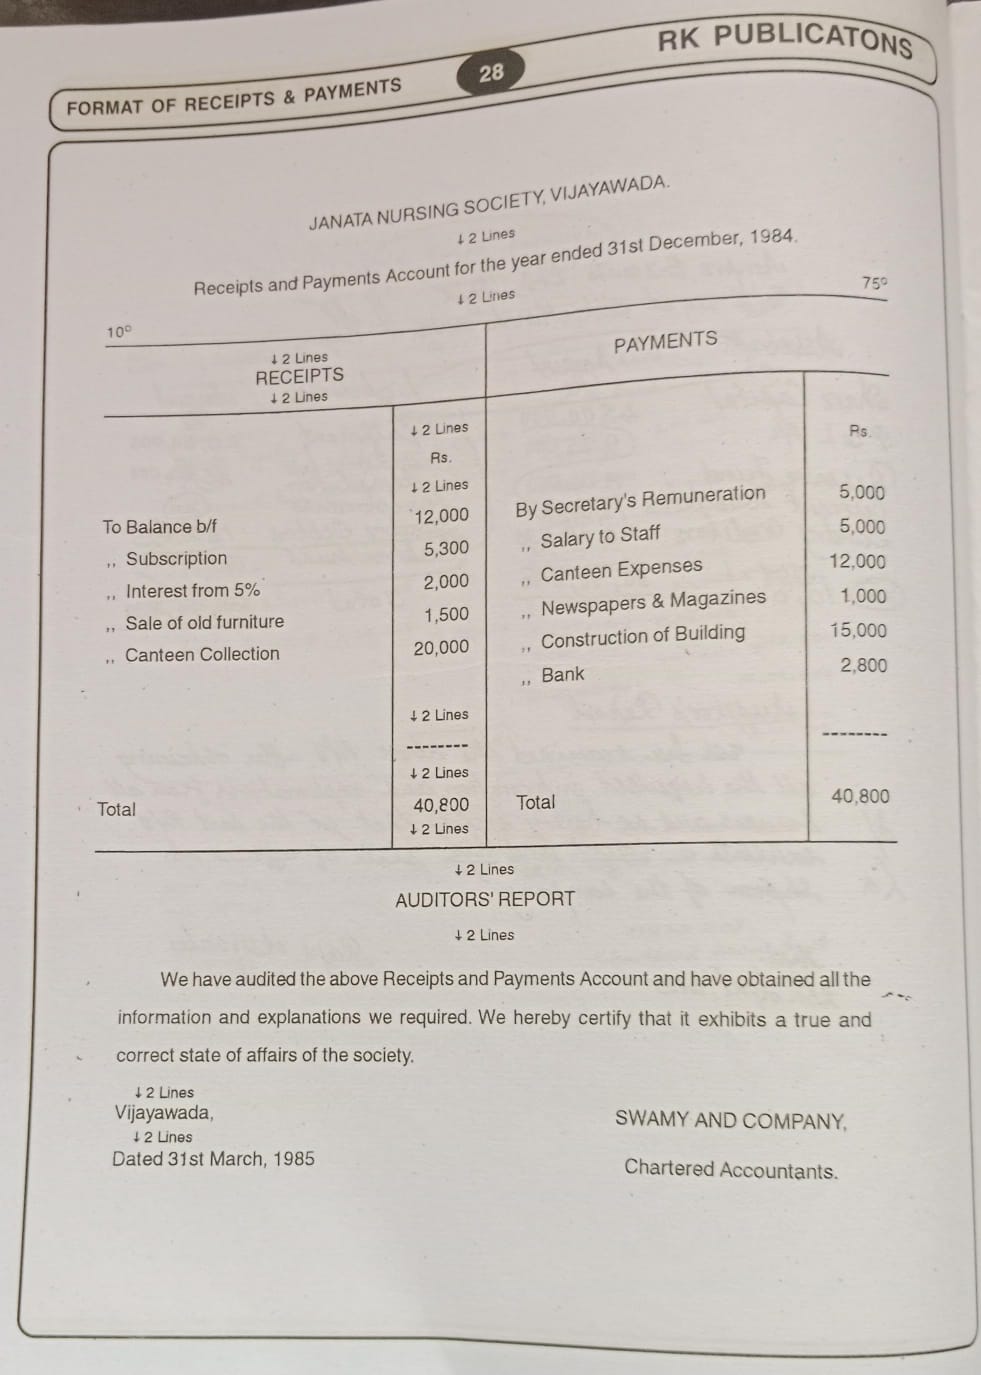 RK PUBLICATONS
28
FORMAT OF RECEIPTS & PAYMENTS
JANATA NURSING SOCIETY, VIJAYAWADA.
↓ 2 Lines
Receipts and Payments Account for the year ended 31st December, 1984.
↓ 2 Lines
10° 75°
↓ 2 Lines
RECEIPTS PAYMENTS
↓ 2 Lines
↓ 2 Lines
Rs. Rs.
↓ 2 Lines
To Balance b/f 12,000 By Secretary's Remuneration 5,000
,, Subscription 5,300 ,, Salary to Staff 5,000
,, Interest from 5% 2,000 ,, Canteen Expenses 12,000
,, Sale of old furniture 1,500 ,, Newspapers & Magazines 1,000
,, Canteen Collection 20,000 ,, Construction of Building 15,000
,, Bank 2,800
↓ 2 Lines
--------- ---------
↓ 2 Lines
Total 40,800 Total 40,800
↓ 2 Lines
↓ 2 Lines
AUDITORS' REPORT
↓ 2 Lines
We have audited the above Receipts and Payments Account and have obtained all the
information and explanations we required. We hereby certify that it exhibits a true and
correct state of affairs of the society.
↓ 2 Lines
Vijayawada, SWAMY AND COMPANY,
↓ 2 Lines
Dated 31st March, 1985 Chartered Accountants.